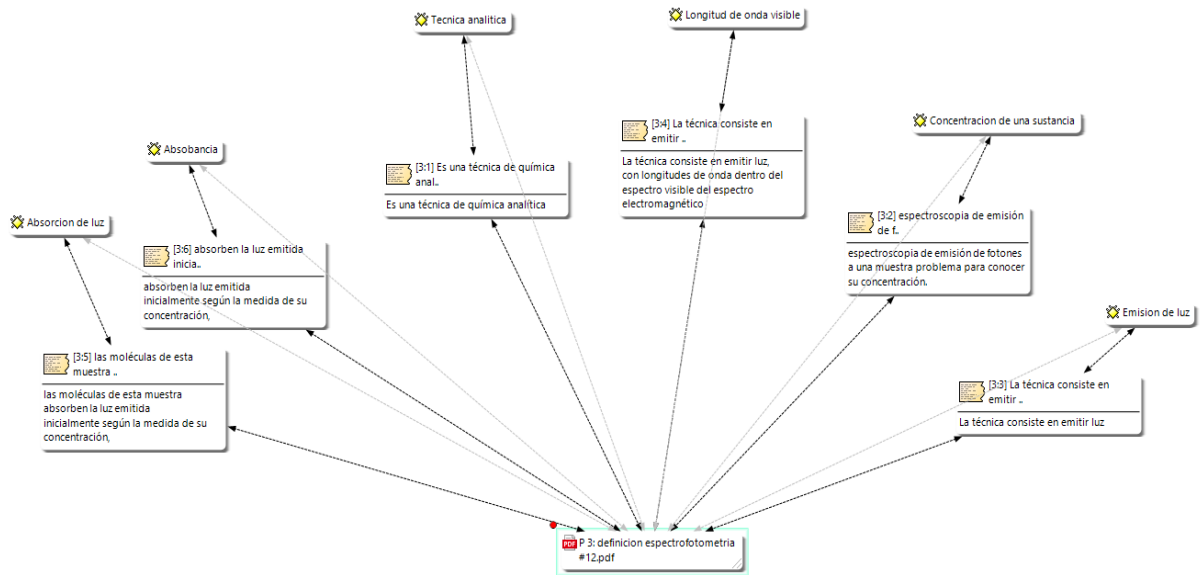 Tecnica analitica
Longitud de onda visible
[3:4] La técnica consiste en
emitir ..
La técnica consiste en emitir luz,
con longitudes de onda dentro del
espectro visible del espectro
electromagnético
Concentracion de una sustancia
Absobancia
[3:1] Es una técnica de química
anal..
Es una técnica de química analítica
Absorcion de luz
[3:6] absorben la luz emitida
inicia..
absorben la luz emitida
inicialmente según la medida de su
concentración,
[3:2] espectroscopia de emisión
de f..
espectroscopia de emisión de fotones
a una muestra problema para conocer
su concentración.
Emision de luz
[3:5] las moléculas de esta
muestra ..
las moléculas de esta muestra
absorben la luz emitida
inicialmente según la medida de su
concentración,
[3:3] La técnica consiste en
emitir ..
La técnica consiste en emitir luz
PDF
P 3: definicion espectrofotometria
#12.pdf